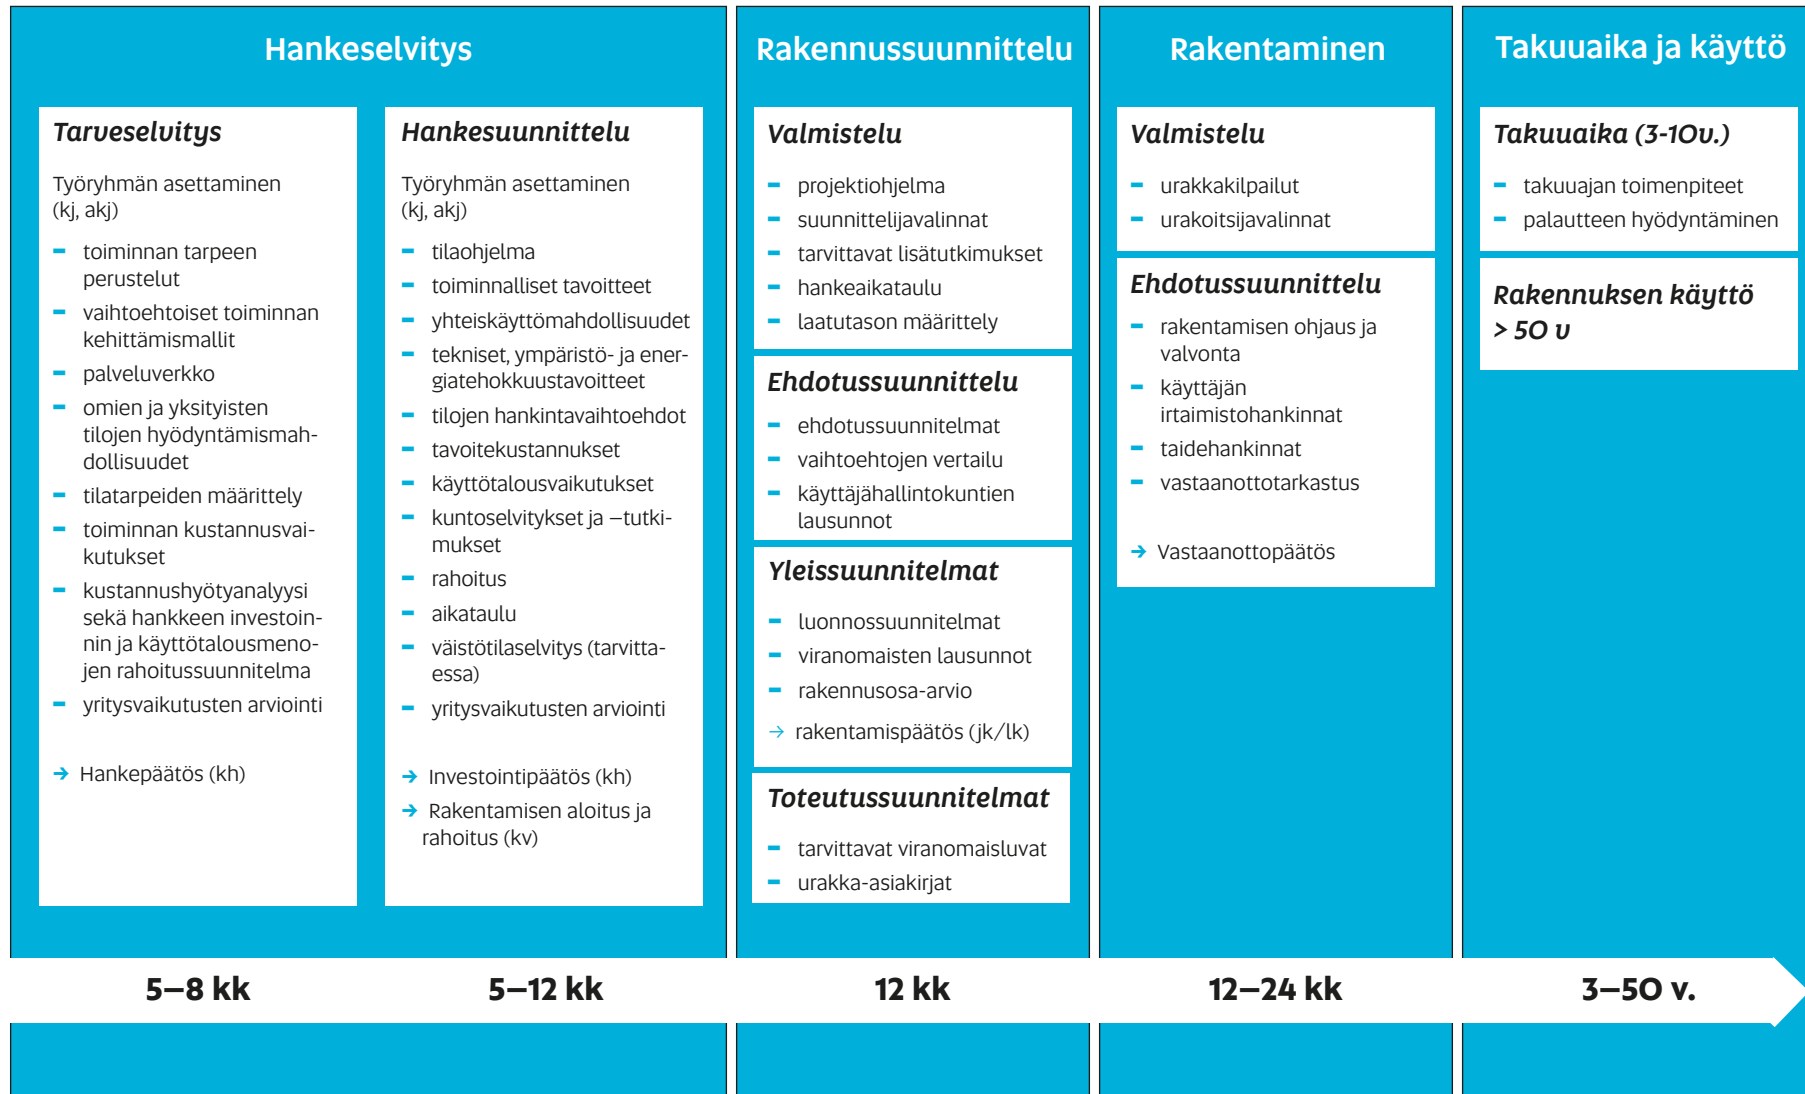 Hankeselvitys
Tarveselvitys
Työryhmän asettaminen
(kj, akj)
– toiminnan tarpeen
perustelut
– vaihtoehtoiset toiminnan
kehittämismallit
– palveluverkko
– omien ja yksityisten
tilojen hyödyntämismah-
dollisuudet
– tilatarpeiden määrittely
– toiminnan kustannusvai-
kutukset
– kustannushyötyanalyysi
sekä hankkeen investoin-
nin ja käyttötalousmeno-
jen rahoitussuunnitelma
– yritysvaikutusten arviointi
→ Hankepäätös (kh)
Hankesuunnittelu
Työryhmän asettaminen
(kj, akj)
– tilaohjelma
– toiminnalliset tavoitteet
– yhteiskäyttömahdollisuudet
– tekniset, ympäristö- ja ener-
giatehokkuustavoitteet
– tilojen hankintavaihtoehdot
– tavoitekustannukset
– käyttötalousvaikutukset
– kuntoselvitykset ja –tutki-
mukset
– rahoitus
– aikataulu
– väistötilaselvitys (tarvitta-
essa)
– yritysvaikutusten arviointi
→ Investointipäätös (kh)
→ Rakentamisen aloitus ja
rahoitus (kv)
Rakennussuunnittelu
Valmistelu
– projektiohjelma
– suunnittelijavalinnat
– tarvittavat lisätutkimukset
– hankeaikataulu
– laatutason määrittely
Ehdotussuunnittelu
– ehdotussuunnitelmat
– vaihtoehtojen vertailu
– käyttäjähallintokuntien
lausunnot
Yleissuunnitelmat
– luonnossuunnitelmat
– viranomaisten lausunnot
– rakennusosa-arvio
→ rakentamispäätös (jk/lk)
Toteutussuunnitelmat
– tarvittavat viranomaisluvat
– urakka-asiakirjat
Rakentaminen
Valmistelu
– urakkakilpailut
– urakoitsijavalinnat
Ehdotussuunnittelu
– rakentamisen ohjaus ja
valvonta
– käyttäjän
irtaimistohankinnat
– taidehankinnat
– vastaanottotarkastus
→ Vastaanottopäätös
Takuuaika ja käyttö
Takuuaika (3-10v.)
– takuuajan toimenpiteet
– palautteen hyödyntäminen
Rakennuksen käyttö
> 50 v
5–8 kk
5–12 kk
12 kk
12–24 kk
3–50 v.